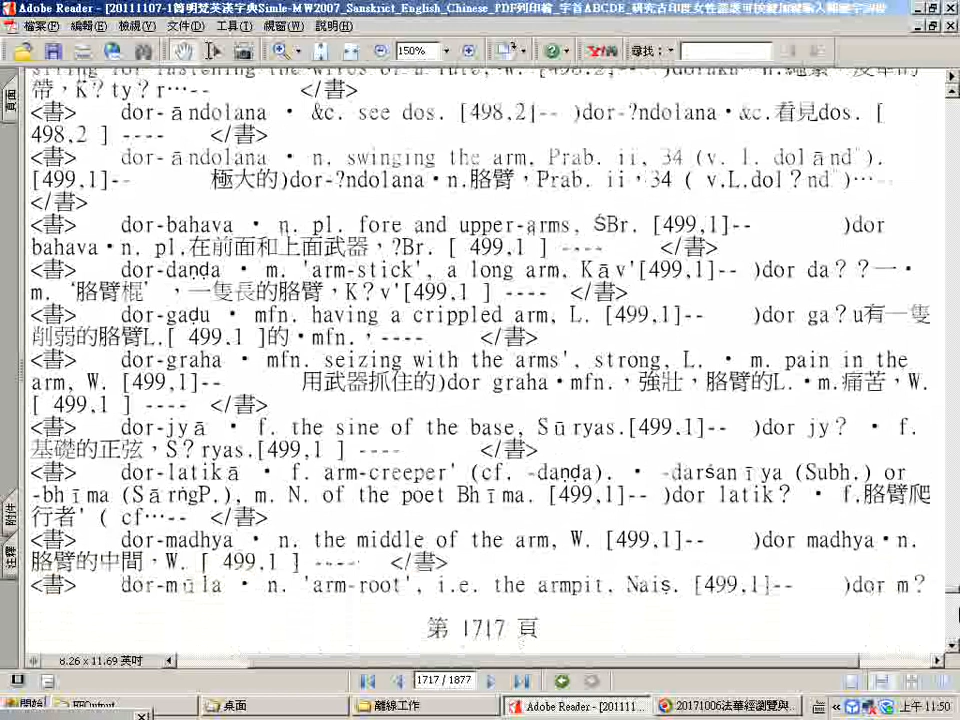 Adobe Reader - [20111107-1簡明梵英漢字典Simle-MW2007_Sanskrit_English_Chinese_PDF列印檔_字首ABCDE_研究古印度女性
檔案(F) 編輯(E) 檢視(V) 文件(D) 工具(T) 視窗(W) 說明(H)
150% 尋找:
頁面
string for fastening the wires of a lute, W. [498,2]-- )doraka n.繩索、皮革的
帶，K?ty?r…-- </書>
<書> dor-āndolana • &c. see dos. [498,2]-- )dor-?ndolana•&c.看見dos. [
498,2 ] ---- </書>
<書> dor-āndolana • n. swinging the arm, Prab. ii, 34 (v. l. dolānd˚).
[499,1]-- 極大的)dor-?ndolana•n.胳臂，Prab. ii，34 ( v.L.dol?nd˚)…--
</書>
<書> dor-bahava • n. pl. fore and upper-arms, ŚBr. [499,1]-- )dor
bahava•n. pl.在前面和上面武器，?Br. [ 499,1 ] ---- </書>
<書> dor-daṇḍa • m. 'arm-stick', a long arm, Kāv'[499,1]-- )dor da??一•
m. ‘胳臂棍’，一隻長的胳臂，K?v'[499,1 ] ---- </書>
<書> dor-gaḍu • mfn. having a crippled arm, L. [499,1]-- )dor ga?u有一隻
削弱的胳臂L.[ 499,1 ]的•mfn.，---- </書>
<書> dor-graha • mfn. seizing with the arms', strong, L. • m. pain in the
arm, W. [499,1]-- 用武器抓住的)dor graha•mfn.，強壯，胳臂的L.•m.痛苦，W.
[ 499,1 ] ---- </書>
<書> dor-jyā • f. the sine of the base, Sūryas.[499,1]-- )dor jy? • f.
基礎的正弦，S?ryas.[499,1 ] ---- </書>
<書> dor-latikā • f. arm-creeper' (cf. -daṇḍa). • -darśanīya (Subh.) or
-bhīma (SārṅgP.), m. N. of the poet Bhīma. [499,1]-- )dor latik? • f.胳臂爬
行者' ( cf…-- </書>
<書> dor-madhya • n. the middle of the arm, W. [499,1]-- )dor madhya•n.
胳臂的中間，W. [ 499,1 ] ---- </書>
<書> dor-mūla • n. 'arm-root', i.e. the armpit, Naiṣ. [499,1]-- )dor m?
第 1717 頁
附件
注釋
8.26 x 11.69 英吋
1717 / 1877
開始 桌面 離線工作 Adobe Reader - [201111... 20171006法華經瀏覽與... 上午 11:50